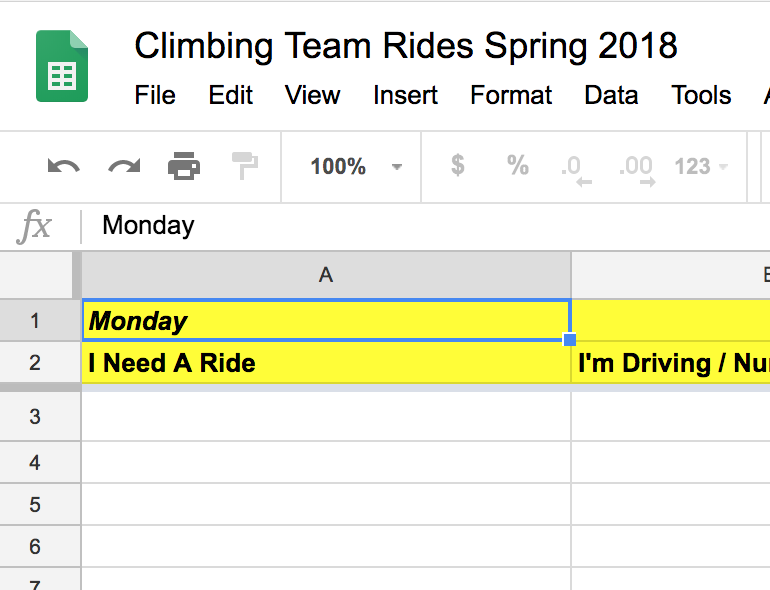 Climbing Team Rides Spring 2018
File Edit View Insert Format Data Tools
100% $ % .0 .00 123
fx Monday
A
1 Monday
2 I Need A Ride I'm Driving /
3
4
5
6
7